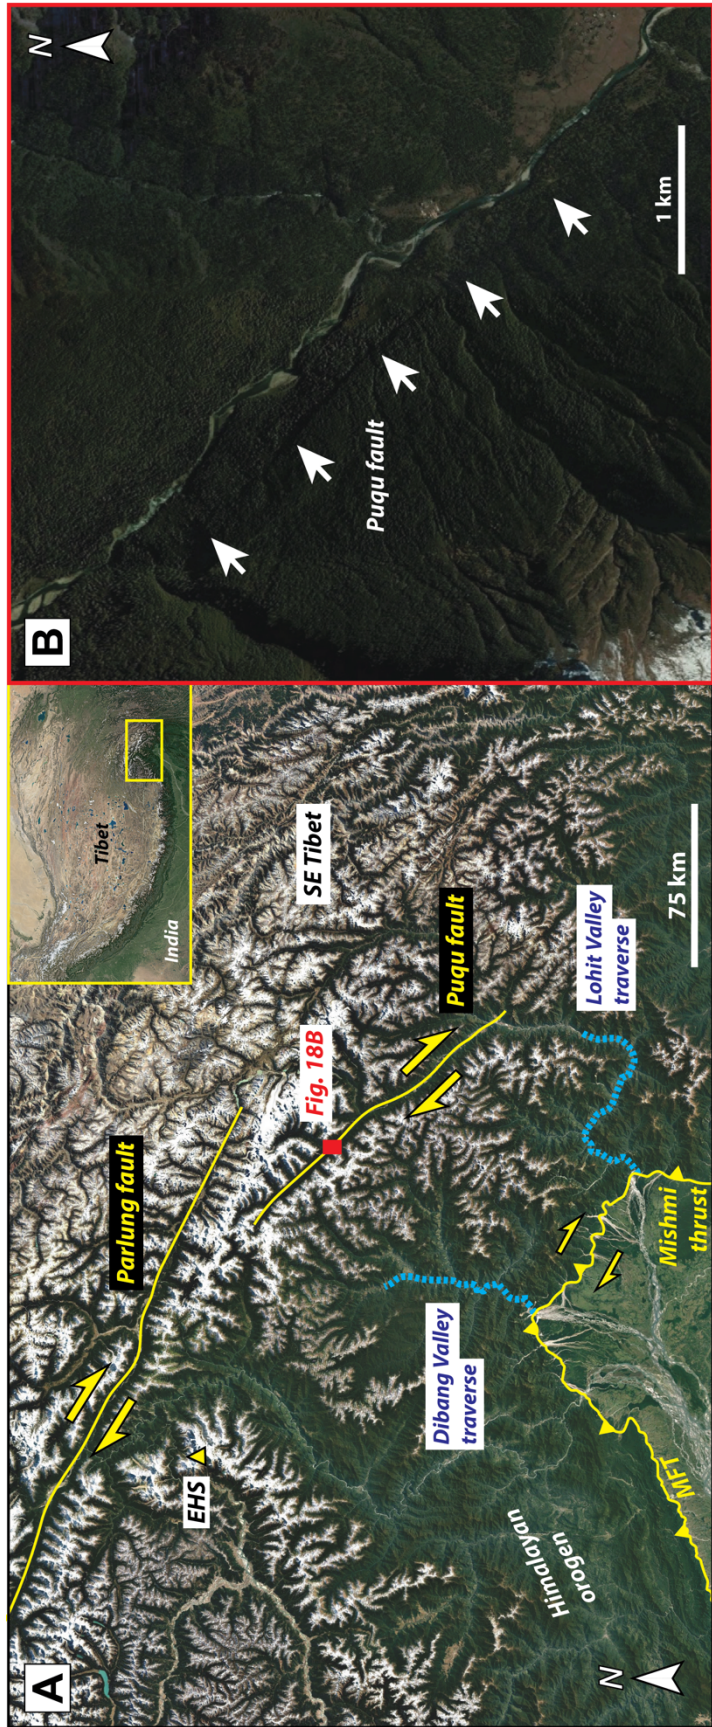 A
N
Parlung fault
EHS
Fig. 18B
SE Tibet
Puqu fault
Dibang Valley
traverse
Lohit Valley
traverse
Himalayan
orogen
MFT
Mishmi
thrust
75 km
Tibet
India
B
N
Puqu fault
1 km